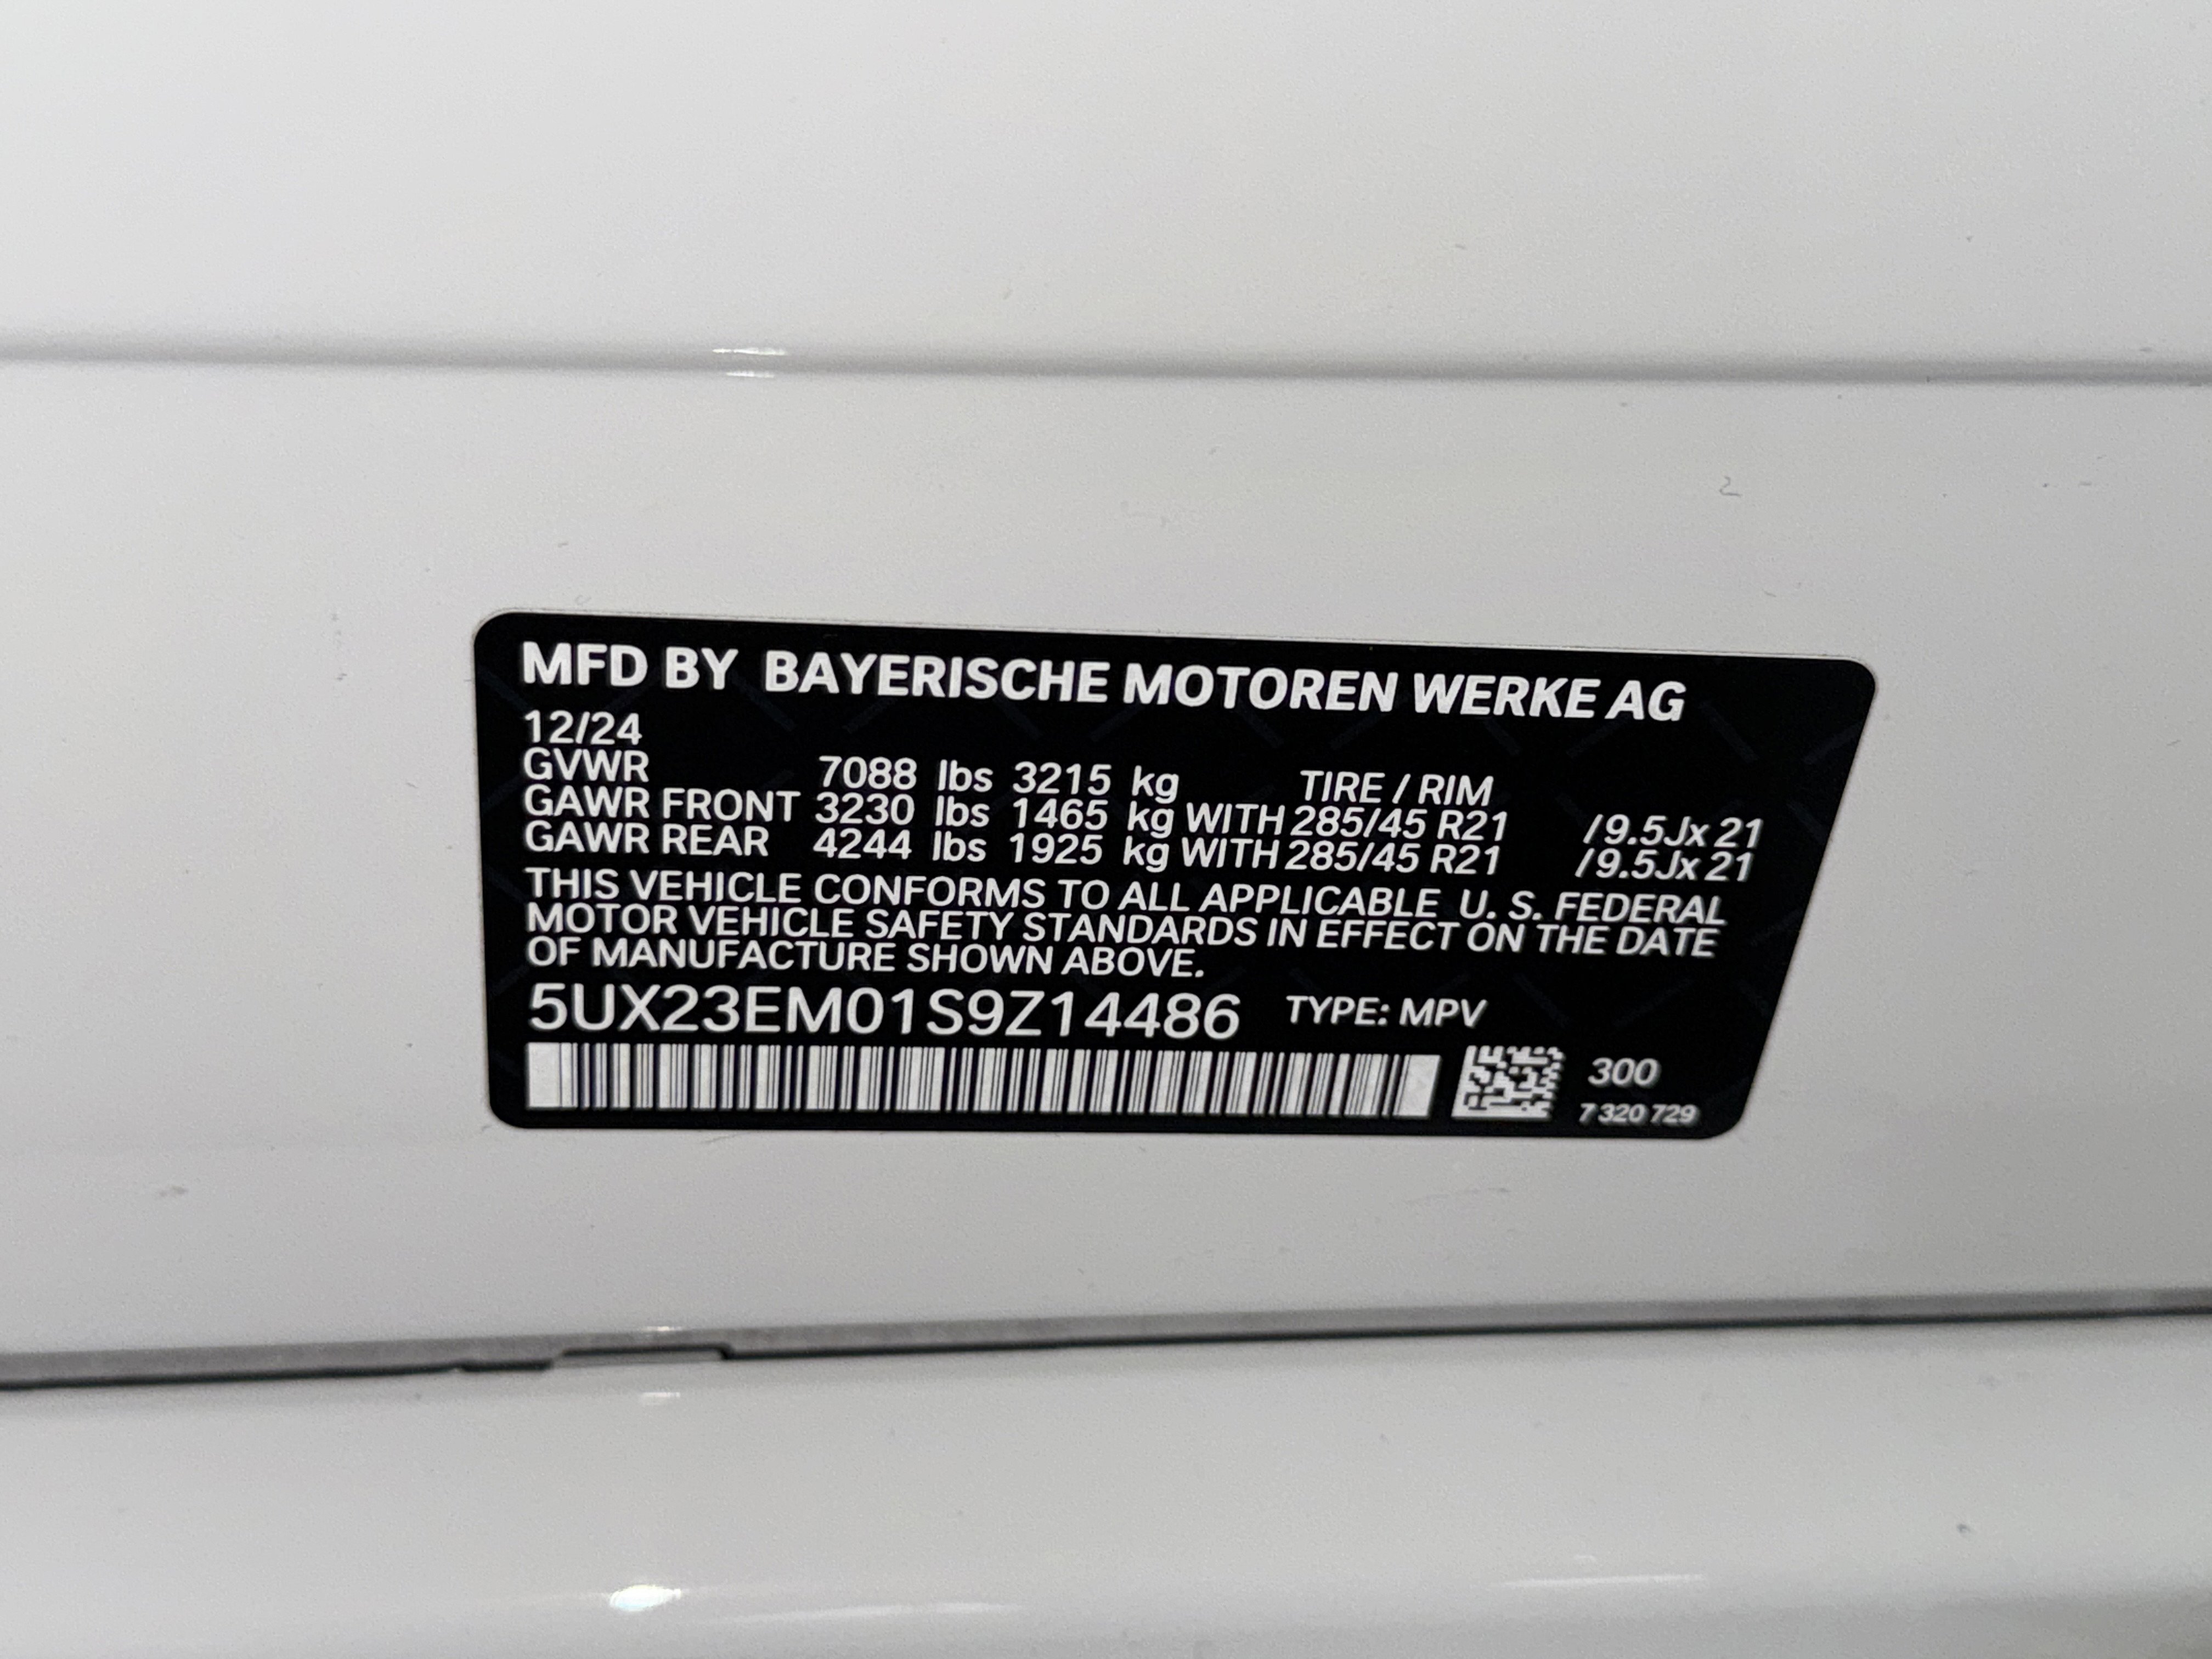 MFD BY BAYERISCHE MOTOREN WERKE AG
12/24
GVWR 7088 lbs 3215 kg TIRE / RIM
GAWR FRONT 3230 lbs 1465 kg WITH 285/45 R21 /9.5Jx21
GAWR REAR 4244 lbs 1925 kg WITH 285/45 R21 /9.5Jx21
THIS VEHICLE CONFORMS TO ALL APPLICABLE U. S. FEDERAL
MOTOR VEHICLE SAFETY STANDARDS IN EFFECT ON THE DATE
OF MANUFACTURE SHOWN ABOVE.
5UX23EM01S9Z14486 TYPE: MPV
300
7 320 729